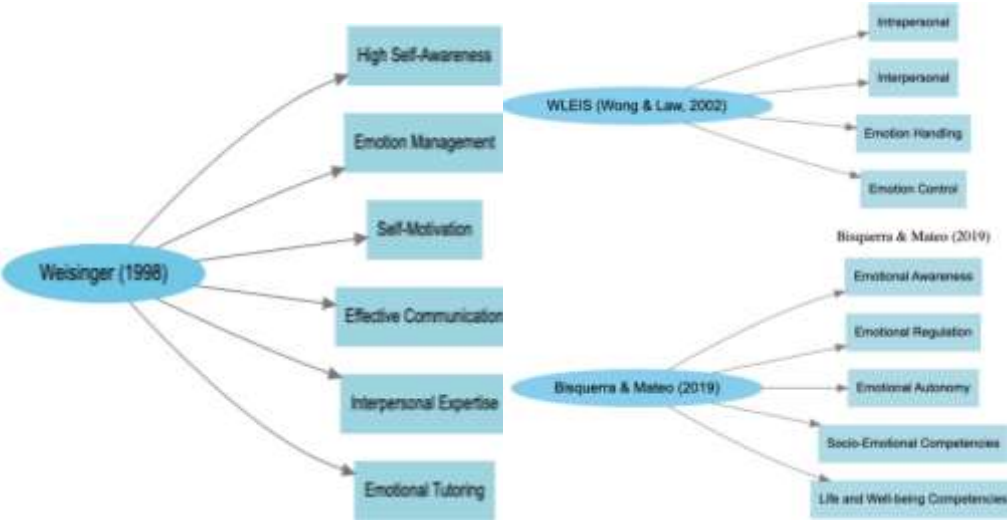 High Self-Awareness
Emotion Management
Self-Motivation
Weisinger (1998)
Effective Communication
Interpersonal Expertise
Emotional Tutoring
Intrapersonal
Interpersonal
WLEIS (Wong & Law, 2002)
Emotion Handling
Emotion Control
Bisquerra & Mateo (2019)
Emotional Awareness
Emotional Regulation
Bisquerra & Mateo (2019)
Emotional Autonomy
Socio-Emotional Competencies
Life and Well-being Competencies